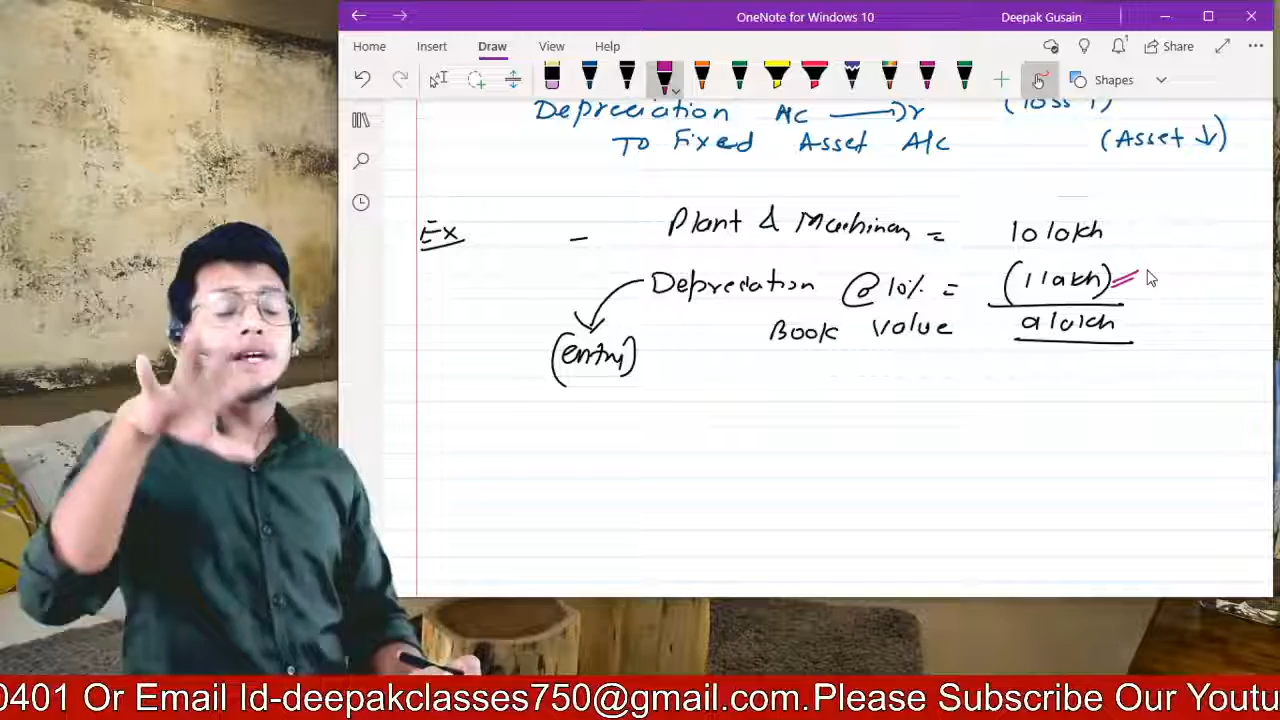 OneNote for Windows 10
Deepak Gusain
Home Insert Draw View Help
Share
Shapes
Depreciation A/c → Dr (loss ↑)
To Fixed Asset A/c (Asset ↓)
Ex - Plant & Machinery = 10 lakh
Depreciation @ 10% = (1 lakh)
Book value 9 lakh
(entry)
0401 Or Email Id-deepakclasses750@gmail.com.Please Subscribe Our Youtu